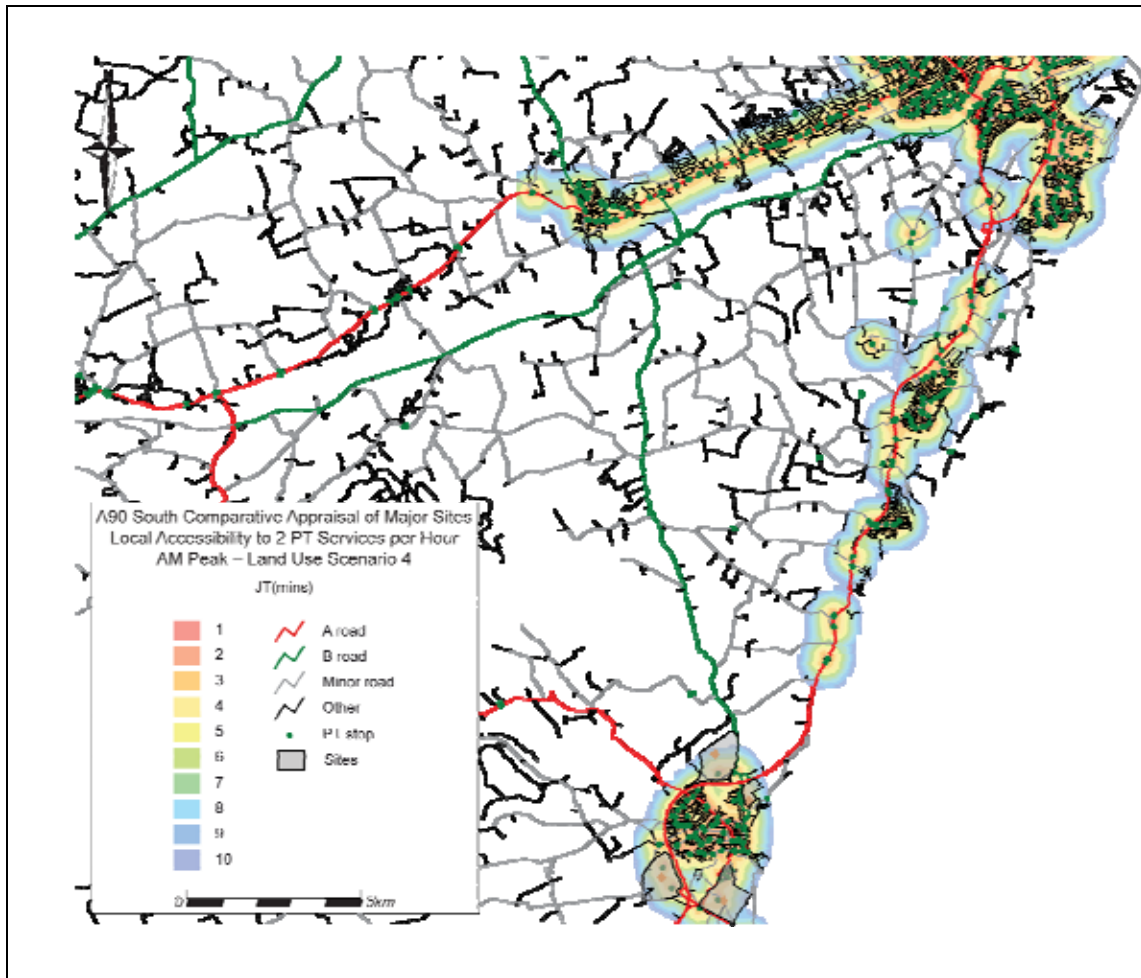 A90 South Comparative Appraisal of Major Sites
Local Accessibility to 2 PT Services per Hour
AM Peak – Land Use Scenario 4
JT(mins)
1 A road
2 B road
3 Minor road
4 Other
5 PT stop
6 Sites
7
8
9
10
0 5km